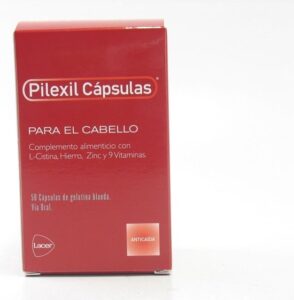 Pilexil Cápsulas®
PARA EL CABELLO
Complemento alimenticio con
L-Cistina, Hierro, Zinc y 9 Vitaminas.
50 Cápsulas de gelatina blanda.
Vía Oral.
Lacer
ANTICAÍDA